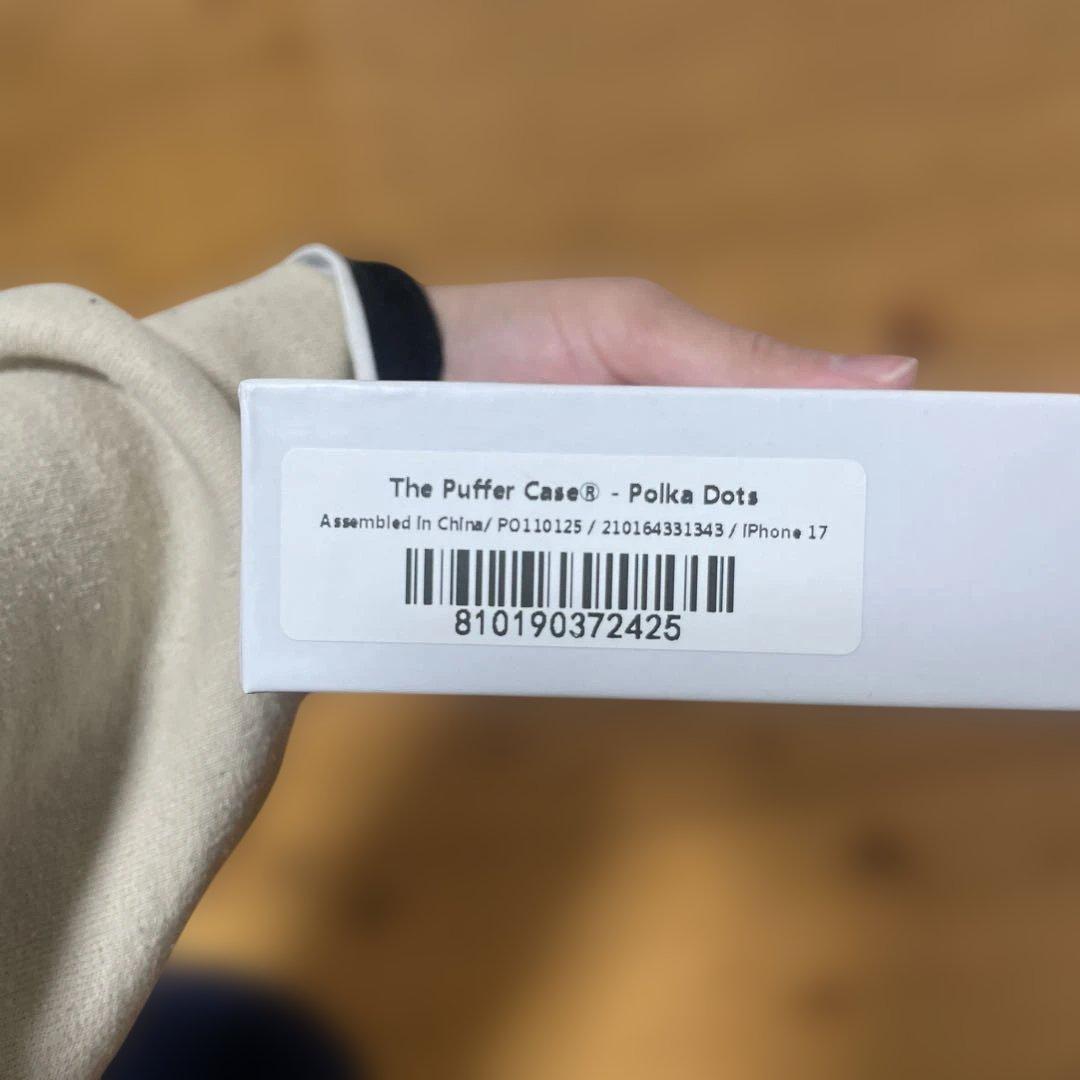 The Puffer Case® - Polka Dots
Assembled in China/ PO110125 / 210164331343 / iPhone 17
810190372425